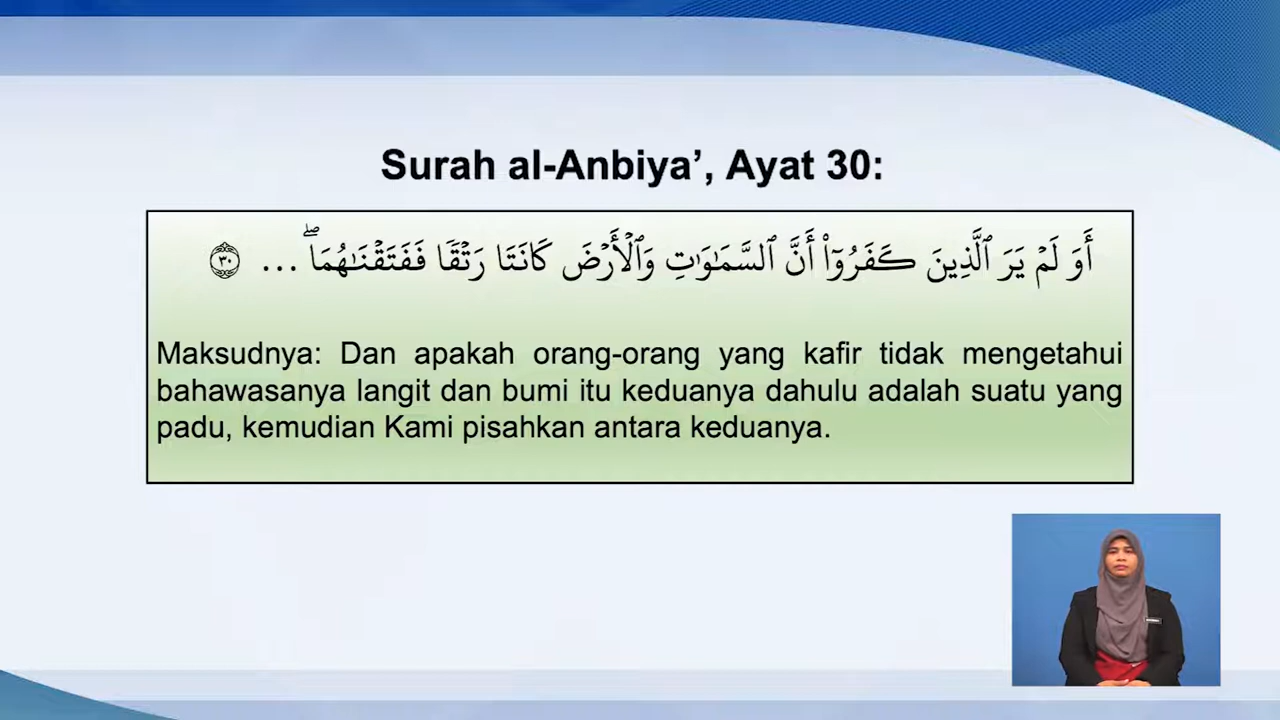 Surah al-Anbiya’, Ayat 30:
أَوَ لَمۡ يَرَ ٱلَّذِينَ كَفَرُوٓاْ أَنَّ ٱلسَّمَٰوَٰتِ وَٱلۡأَرۡضَ كَانَتَا رَتۡقٗا فَفَتَقۡنَٰهُمَاۖ ... ٣٠
Maksudnya: Dan apakah orang-orang yang kafir tidak mengetahui
bahawasanya langit dan bumi itu keduanya dahulu adalah suatu yang
padu, kemudian Kami pisahkan antara keduanya.